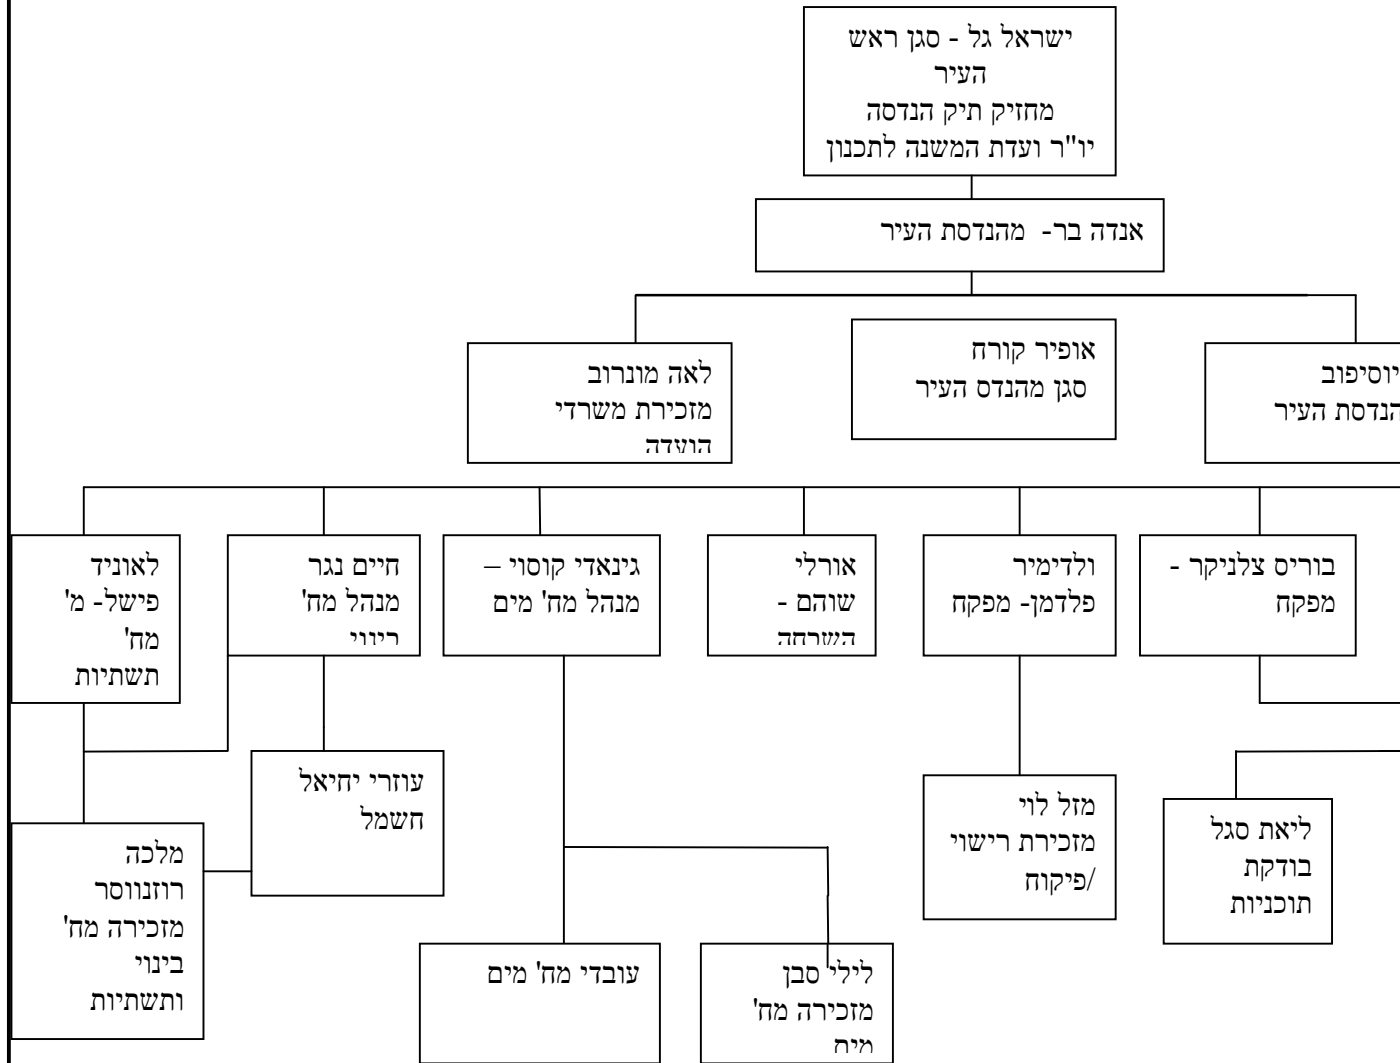 ישראל גל - סגן ראש
העיר
מחזיק תיק הנדסה
יו"ר ועדת המשנה לתכנון
אנדה בר- מהנדסת העיר
יוסיפוב
הנדסת העיר
אופיר קורח
סגן מהנדס העיר
לאה מונרוב
מזכירת משרדי
הועדה
בוריס צלניקר -
מפקח
ולדימיר
פלדמן- מפקח
אורלי
שוהם -
השרחה
גינאדי קוסוי –
מנהל מח' מים
חיים נגר
מנהל מח'
לאוניד
פישל- מ'
מח'
תשתיות
ליאת סגל
בודקת
תוכניות
מזל לוי
מזכירת רישוי
/פיקוח
עוזרי יחיאל
חשמל
מלכה
רוזנווסר
מזכירה מח'
בינוי
ותשתיות
לילי סבן
מזכירה מח'
מים
עובדי מח' מים